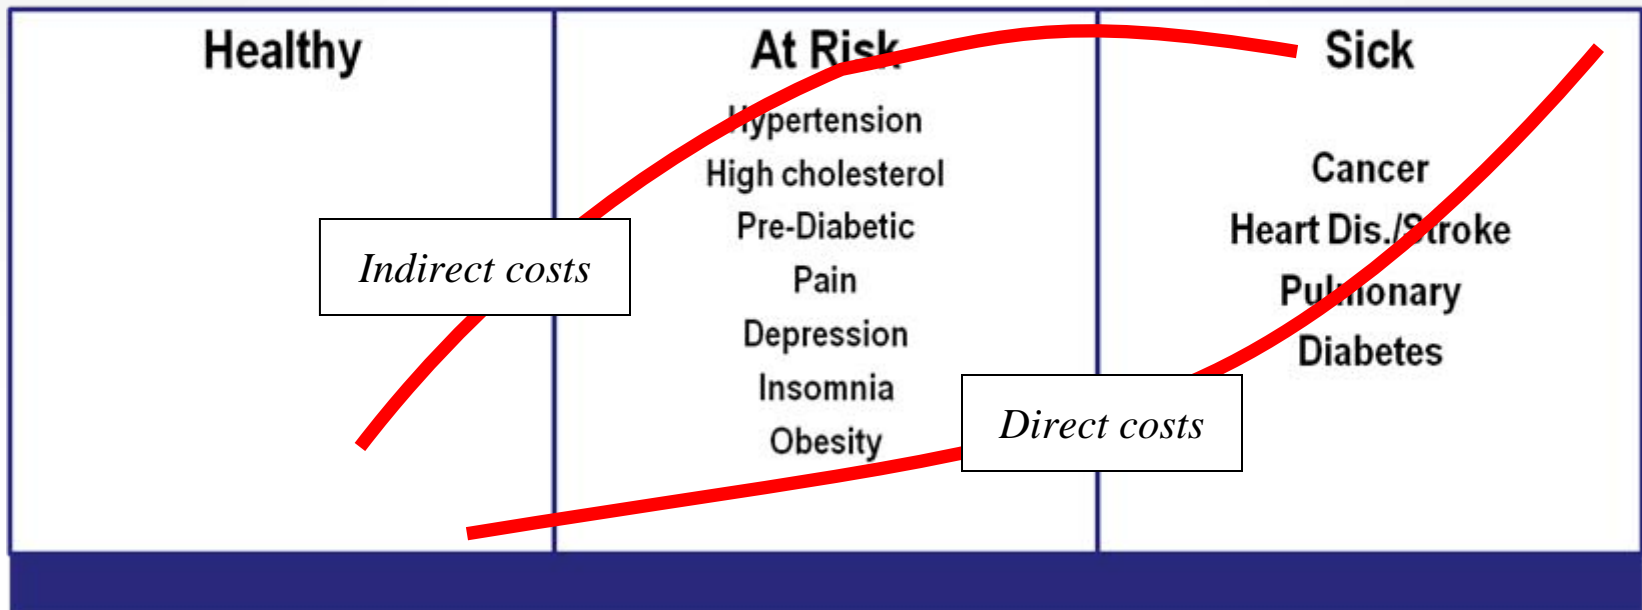 Healthy
Indirect costs
At Risk
Hypertension
High cholesterol
Pre-Diabetic
Pain
Depression
Insomnia
Obesity
Direct costs
Sick
Cancer
Heart Dis./Stroke
Pulmonary
Diabetes